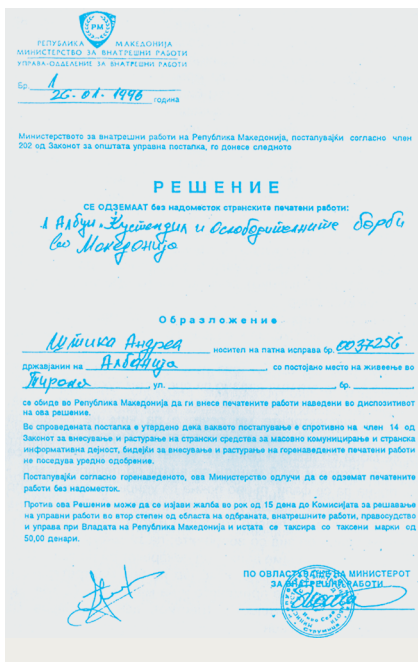 РМ
РЕПУБЛИКА МАКЕДОНИЈА
МИНИСТЕРСТВО ЗА ВНАТРЕШНИ РАБОТИ
УПРАВА-ОДДЕЛЕНИЕ ЗА ВНАТРЕШНИ РАБОТИ
Бр. 1
26-01-1996 година
Министерството за внатрешни работи на Република Македонија, постапувајќи согласно член
202 од Законот за општата управна постапка, го донесе следното
РЕШЕНИЕ
СЕ ОДЗЕМААТ без надоместок странските печатени работи:
1 Албум "Кустендил и Ослободителните борби
во Македонија
Образложение
Андреа носител на патна исправа бр. 0037256
државјанин на Албанија, со постојано место на живеење во
Тирана, ул. , бр.
се обиде во Република Македонија да ги внесе печатените работи наведени во диспозитивот
на ова решение.
Во спроведената постапка е утврдено дека ваквото постапување е спротивно на член 14 од
Законот за внесување и растурање на странски средства за масовно комуницирање и странска
информативна дејност, бидејќи за внесување и растурање на горенаведените печатени работи
не поседува уредно одобрение.
Постапувајќи согласно горенаведеното, ова Министерство одлучи да се одземат печатените
работи без надоместок.
Против ова Решение може да се изјави жалба во рок од 15 дена до Комисијата за решавање
на управни работи во втор степен од областа на одбраната, внатрешните работи, правосудство
и управа при Владата на Република Македонија и истата се таксира со таксени марки од
50,00 денари.
ПО ОВЛАСТУВАЊЕ НА МИНИСТЕРОТ
ЗА ВНАТРЕШНИ РАБОТИ